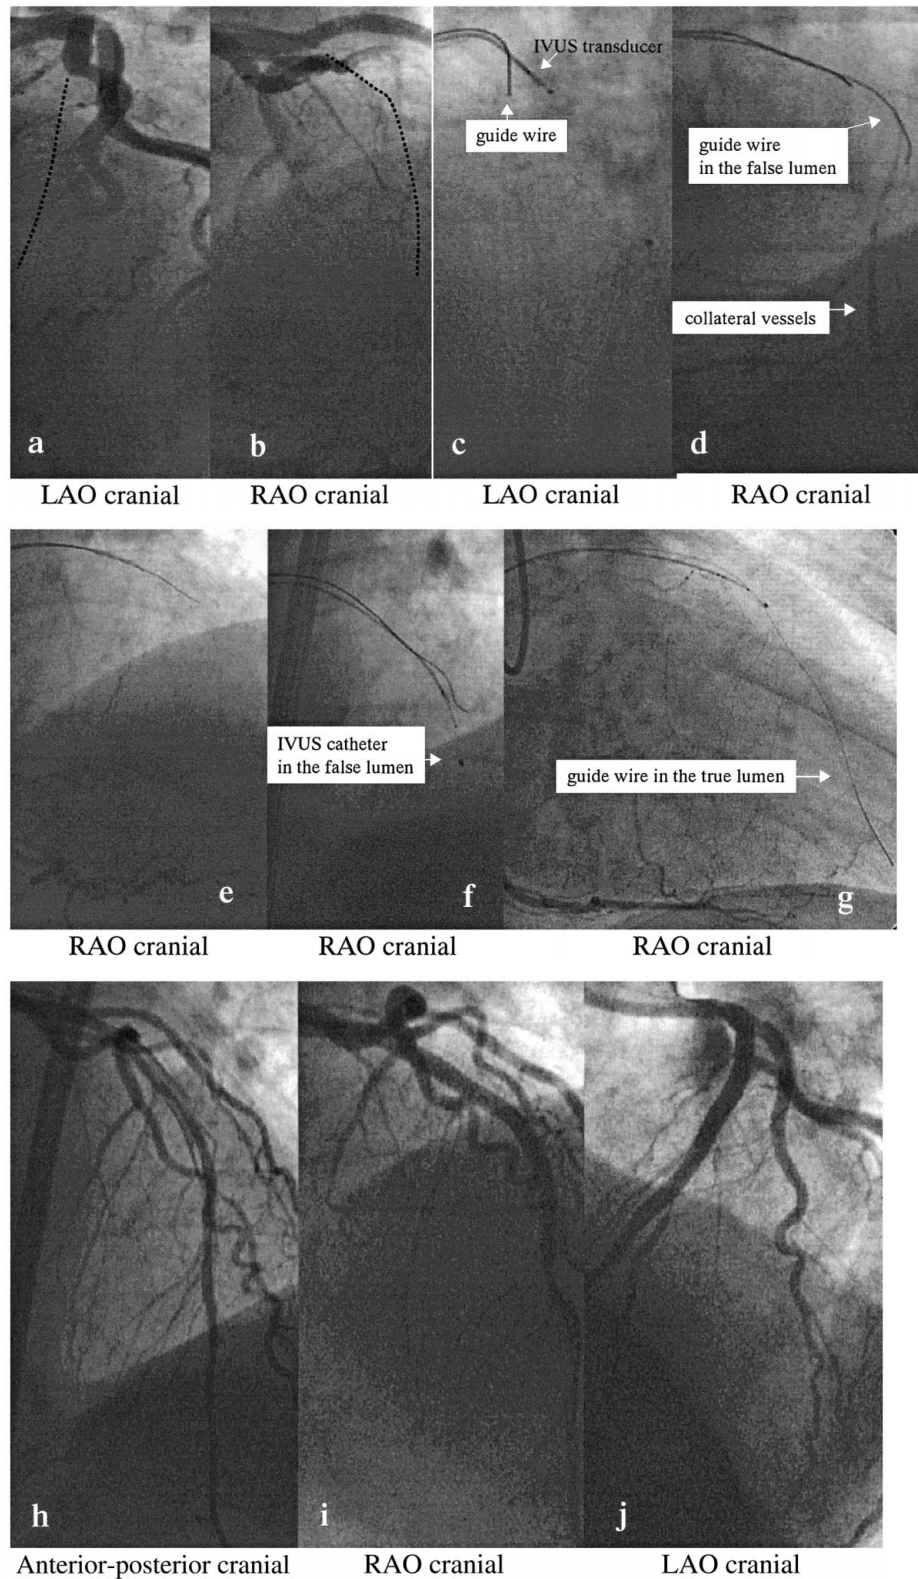 IVUS transducer
guide wire
guide wire
in the false lumen
collateral vessels
a
b
c
d
LAO cranial
RAO cranial
LAO cranial
RAO cranial
IVUS catheter
in the false lumen
guide wire in the true lumen
e
f
g
RAO cranial
RAO cranial
RAO cranial
h
i
j
Anterior-posterior cranial
RAO cranial
LAO cranial